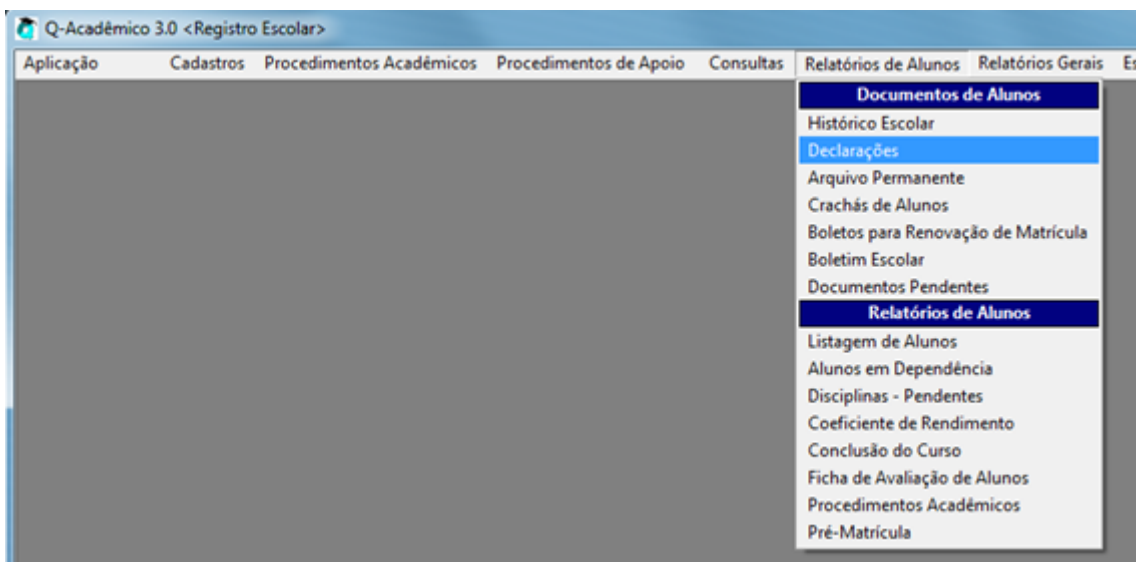 Q-Acadêmico 3.0 <Registro Escolar>
Aplicação Cadastros Procedimentos Acadêmicos Procedimentos de Apoio Consultas Relatórios de Alunos Relatórios Gerais
Documentos de Alunos
Histórico Escolar
Declarações
Arquivo Permanente
Crachás de Alunos
Boletos para Renovação de Matrícula
Boletim Escolar
Documentos Pendentes
Relatórios de Alunos
Listagem de Alunos
Alunos em Dependência
Disciplinas - Pendentes
Coeficiente de Rendimento
Conclusão do Curso
Ficha de Avaliação de Alunos
Procedimentos Acadêmicos
Pré-Matrícula